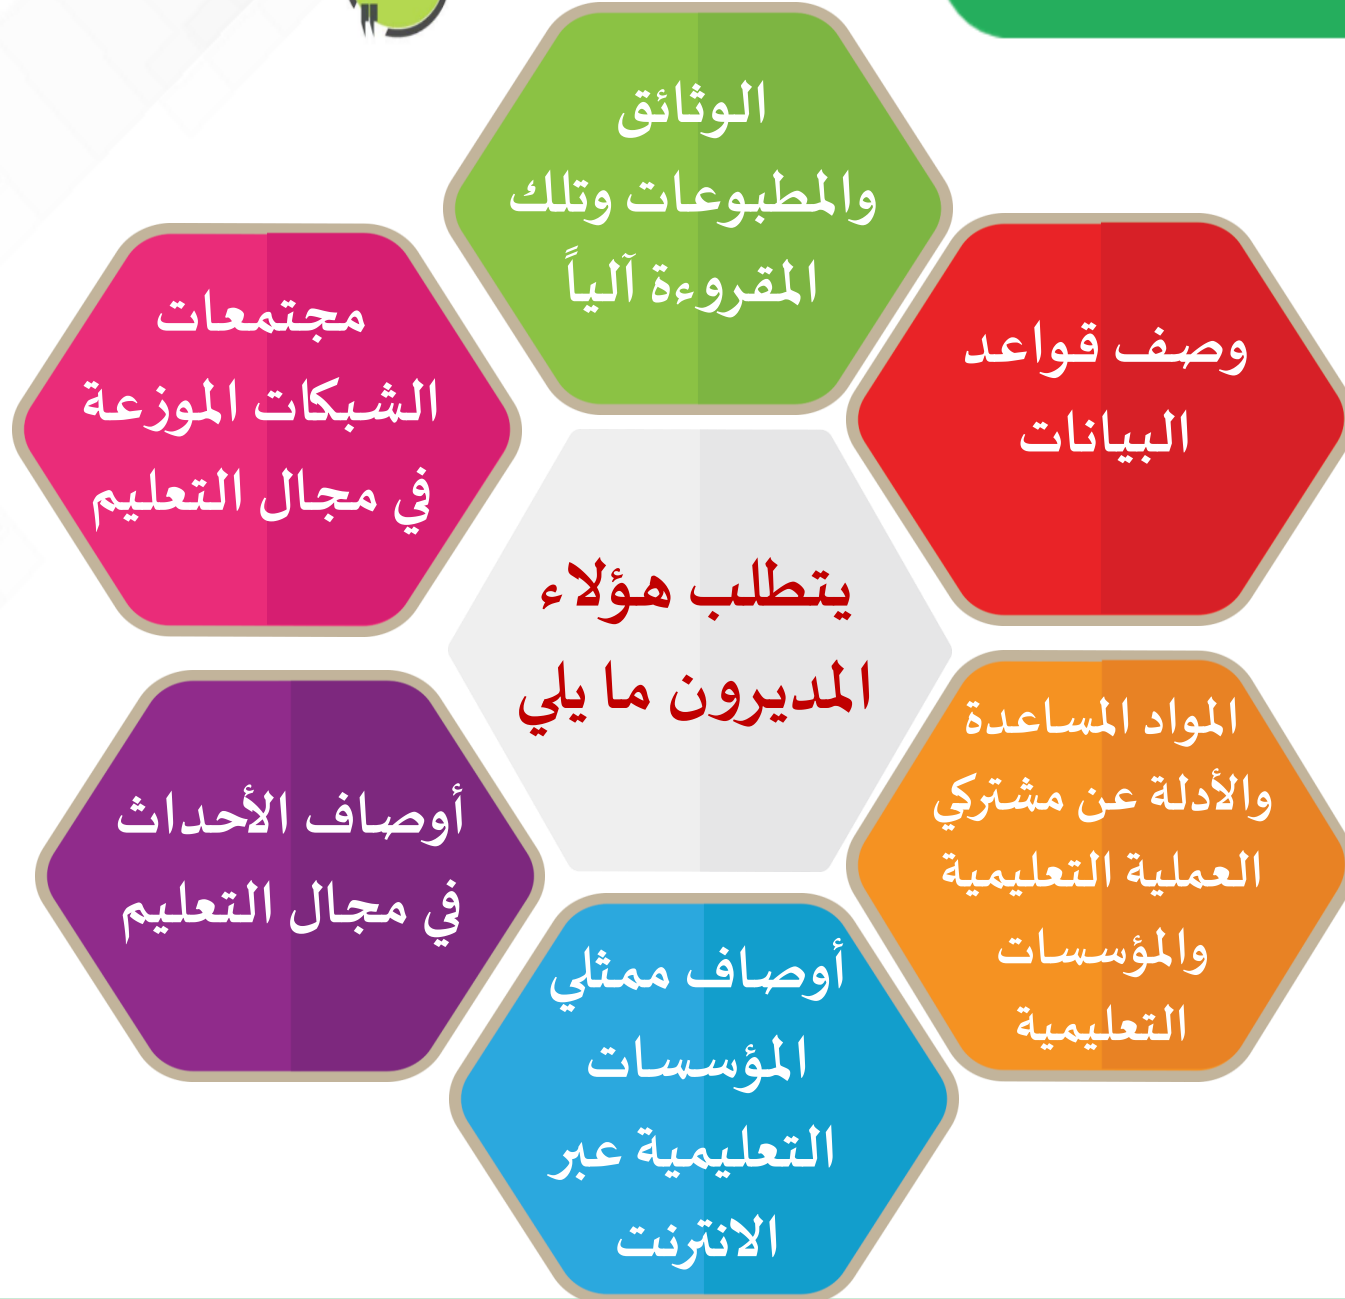 الوثائق
والمطبوعات وتلك
المقروءة آلياً
وصف قواعد
البيانات
مجتمعات
الشبكات الموزعة
في مجال التعليم
يتطلب هؤلاء
المديرون ما يلي
المواد المساعدة
والأدلة عن مشتركي
العملية التعليمية
والمؤسسات
التعليمية
أوصاف الأحداث
في مجال التعليم
أوصاف ممثلي
المؤسسات
التعليمية عبر
الانترنت